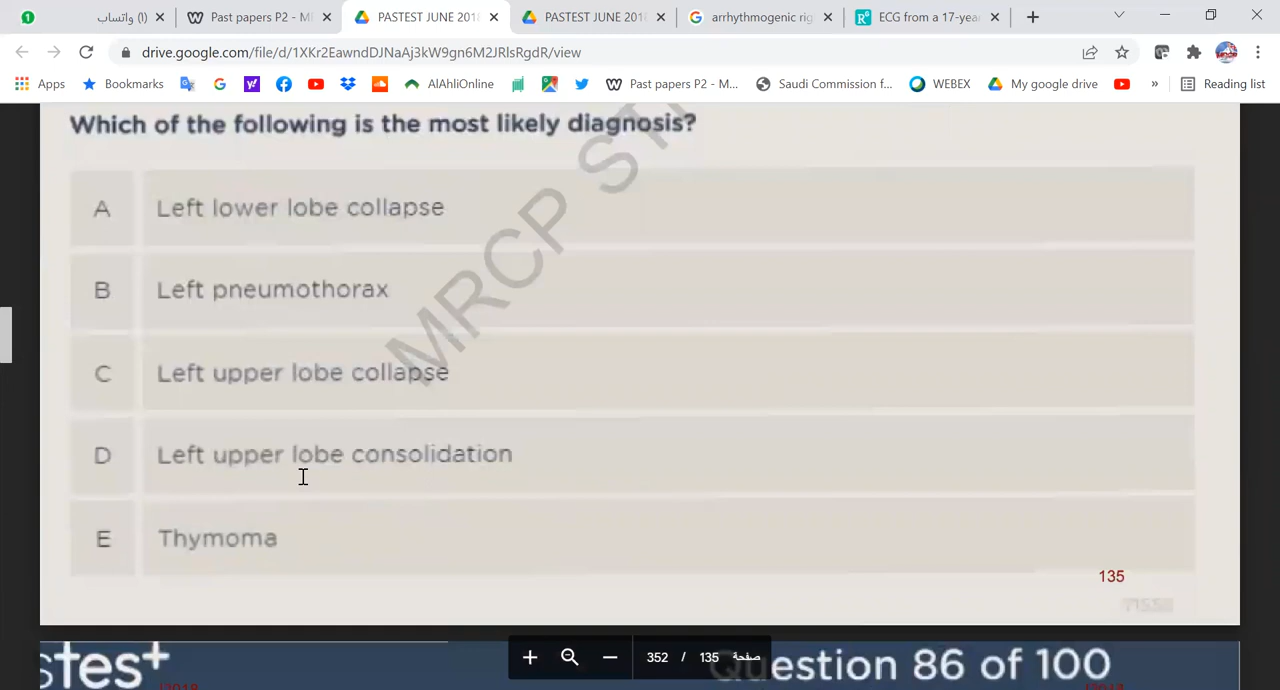 (١) واتساب
Past papers P2 - M
PASTEST JUNE 201
PASTEST JUNE 201
arrhythmogenic rig
ECG from a 17-yea
drive.google.com/file/d/1XKr2EawndDJNaAj3kW9gn6M2JRlsRgdR/view
Apps
Bookmarks
AlAhliOnline
Past papers P2 - M...
Saudi Commission f...
WEBEX
My google drive
»
Reading list
Which of the following is the most likely diagnosis?
A Left lower lobe collapse
B Left pneumothorax
C Left upper lobe collapse
D Left upper lobe consolidation
E Thymoma
MRCP
135
352 / 135 صفحة
stes+
Question 86 of 100